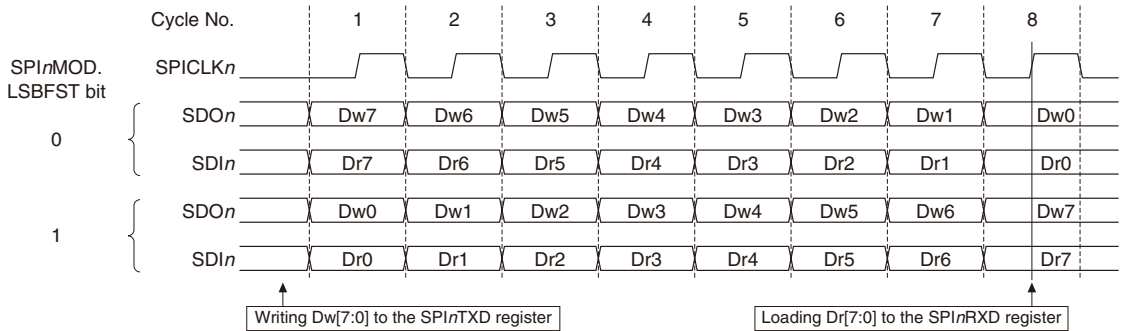 Cycle No. 1 2 3 4 5 6 7 8
SPInMOD.
LSBFST bit
SPICLKn
0
SDOn Dw7 Dw6 Dw5 Dw4 Dw3 Dw2 Dw1 Dw0
SDIn Dr7 Dr6 Dr5 Dr4 Dr3 Dr2 Dr1 Dr0
1
SDOn Dw0 Dw1 Dw2 Dw3 Dw4 Dw5 Dw6 Dw7
SDIn Dr0 Dr1 Dr2 Dr3 Dr4 Dr5 Dr6 Dr7
Writing Dw[7:0] to the SPInTXD register
Loading Dr[7:0] to the SPInRXD register